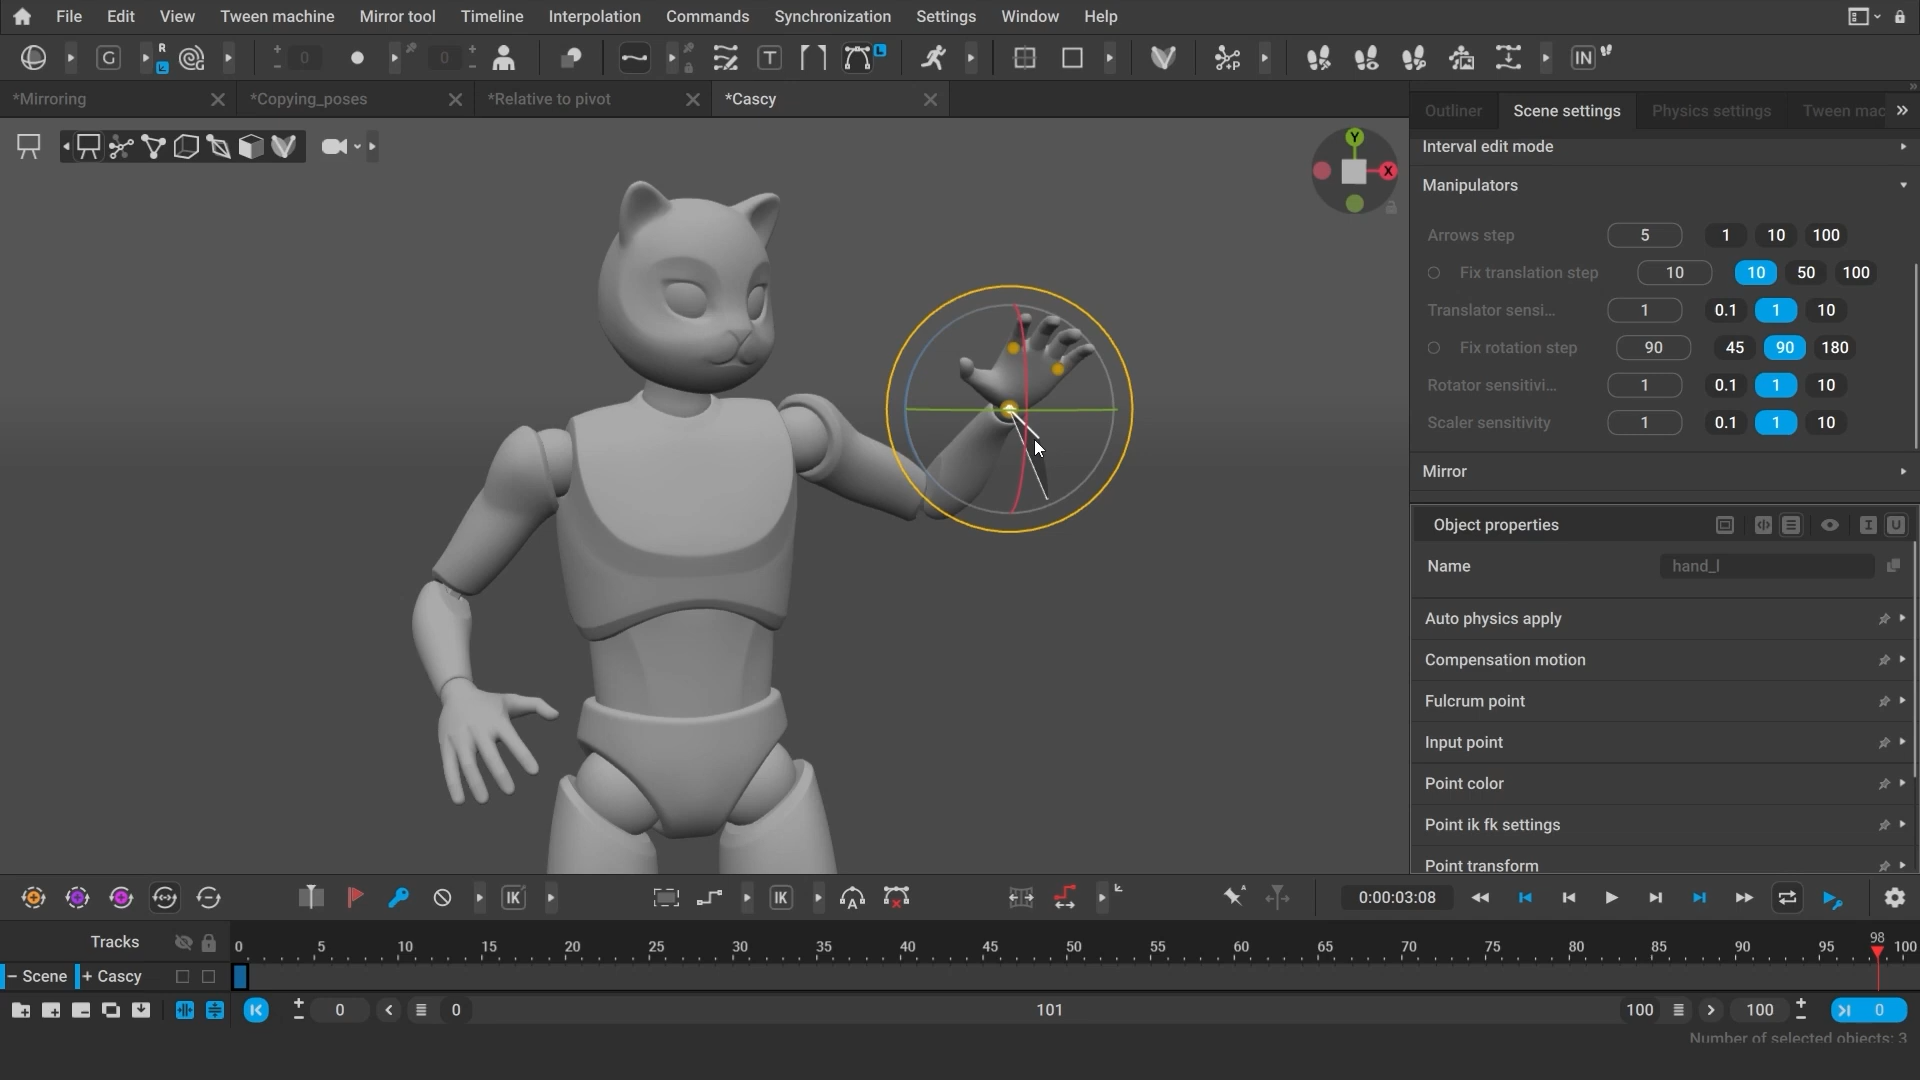 File Edit View Tween machine Mirror tool Timeline Interpolation Commands Synchronization Settings Window Help
G R 0 0 T L P IN
*Mirroring *Copying_poses *Relative to pivot *Cascy
Outliner Scene settings Physics settings Tween mac
Y
X
Interval edit mode
Manipulators
Arrows step 5 1 10 100
Fix translation step 10 10 50 100
Translator sensi... 1 0.1 1 10
Fix rotation step 90 45 90 180
Rotator sensitivi... 1 0.1 1 10
Scaler sensitivity 1 0.1 1 10
Mirror
Object properties I U
Name hand_l
Auto physics apply
Compensation motion
Fulcrum point
Input point
Point color
Point ik fk settings
Point transform
IK IK A A 0:00:03:08
Tracks 0 5 10 15 20 25 30 35 40 45 50 55 60 65 70 75 80 85 90 95 98 100
− Scene + Cascy
0 0 101 100 100 0
Number of selected objects: 3